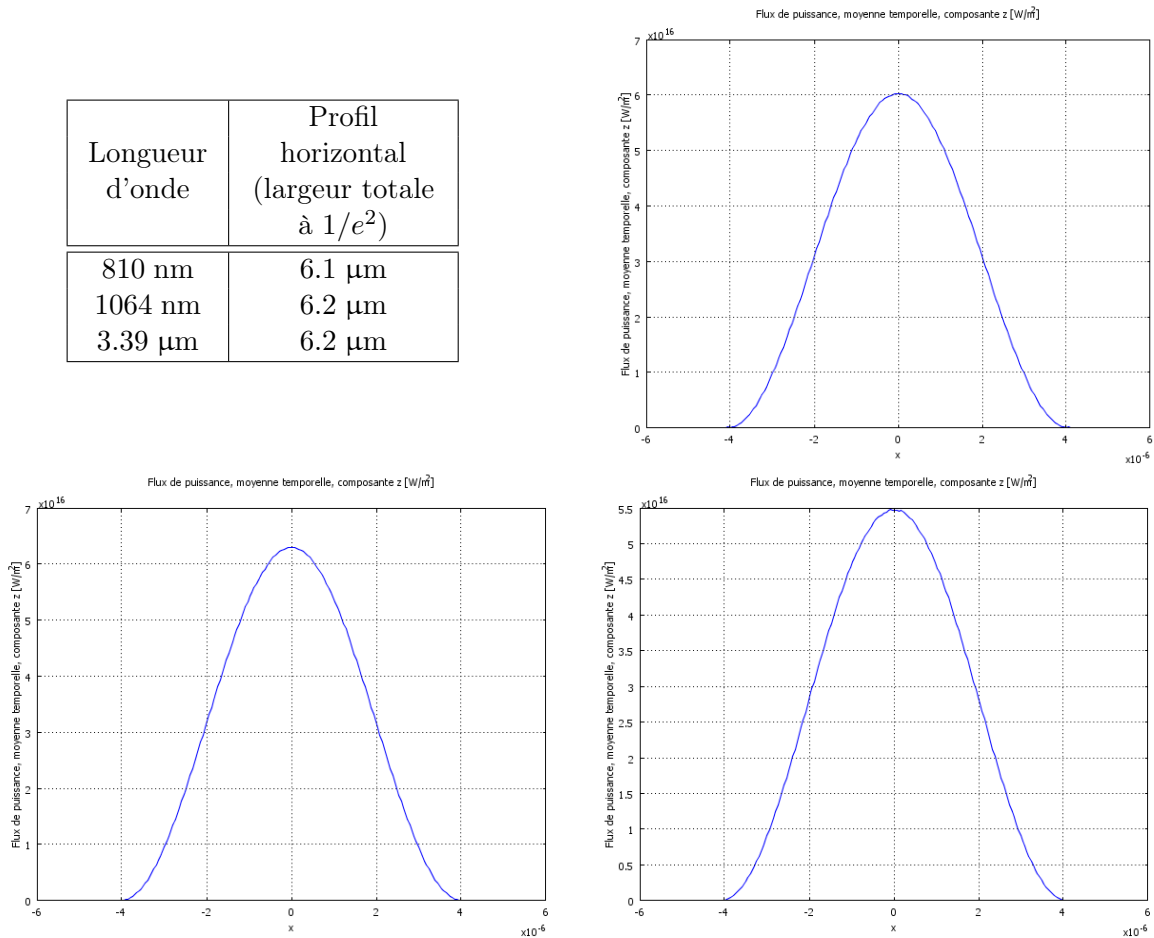 Longueur d'onde
Profil horizontal (largeur totale à 1/e²)
810 nm 6.1 µm
1064 nm 6.2 µm
3.39 µm 6.2 µm
Flux de puissance, moyenne temporelle, composante z [W/m²]
x10 16
Flux de puissance, moyenne temporelle, composante z [W/m²]
7
6
5
4
3
2
1
0
-6 -4 -2 0 2 4 6
x
x10 -6
Flux de puissance, moyenne temporelle, composante z [W/m²]
x10 16
Flux de puissance, moyenne temporelle, composante z [W/m²]
7
6
5
4
3
2
1
0
-6 -4 -2 0 2 4 6
x
x10 -6
Flux de puissance, moyenne temporelle, composante z [W/m²]
x10 16
Flux de puissance, moyenne temporelle, composante z [W/m²]
5.5
5
4.5
4
3.5
3
2.5
2
1.5
1
0.5
0
-6 -4 -2 0 2 4 6
x
x10 -6